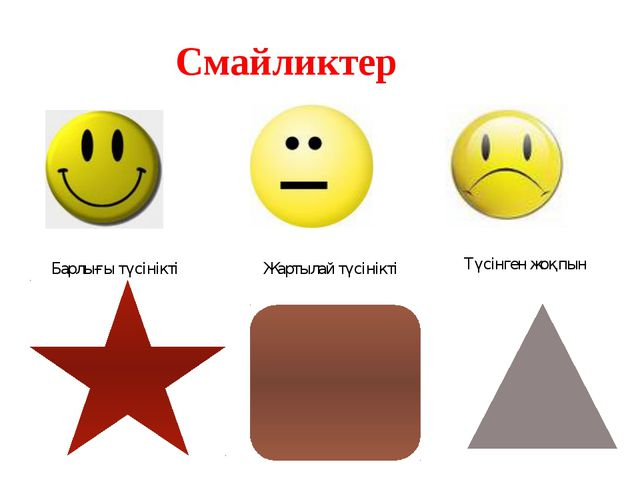 Смайликтер
Барлығы түсінікті
Жартылай түсінікті
Түсінген жоқпын